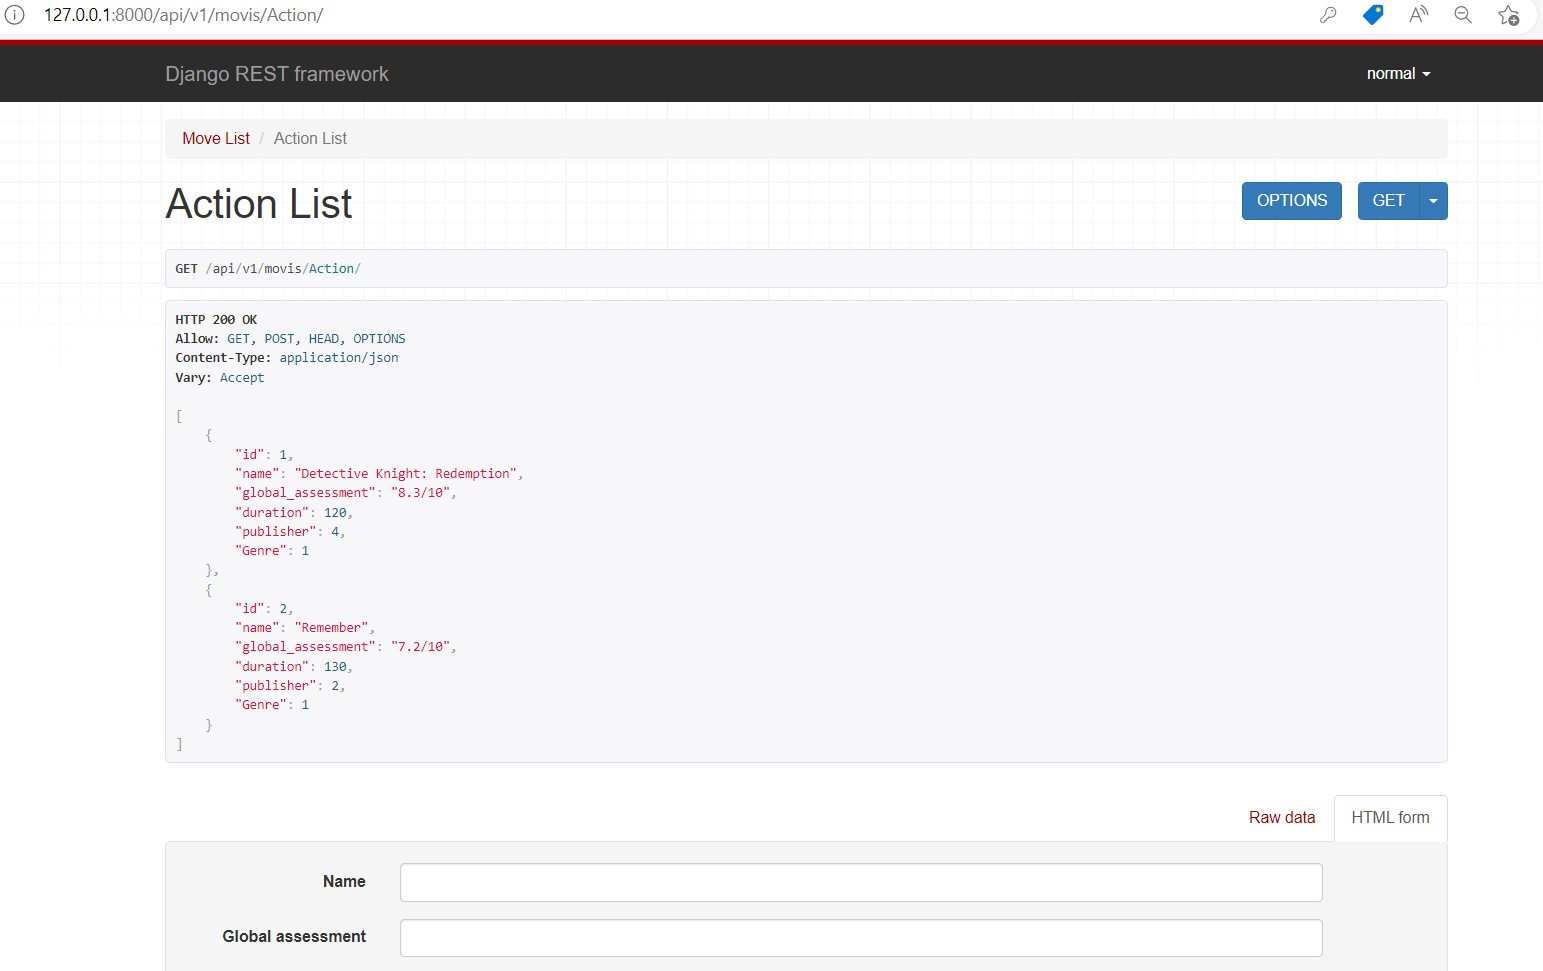 127.0.0.1:8000/api/v1/movis/Action/
Django REST framework
normal
Move List / Action List
Action List
OPTIONS
GET
GET /api/v1/movis/Action/
HTTP 200 OK
Allow: GET, POST, HEAD, OPTIONS
Content-Type: application/json
Vary: Accept
[
{
"id": 1,
"name": "Detective Knight: Redemption",
"global_assessment": "8.3/10",
"duration": 120,
"publisher": 4,
"Genre": 1
},
{
"id": 2,
"name": "Remember",
"global_assessment": "7.2/10",
"duration": 130,
"publisher": 2,
"Genre": 1
}
]
Raw data
HTML form
Name
Global assessment